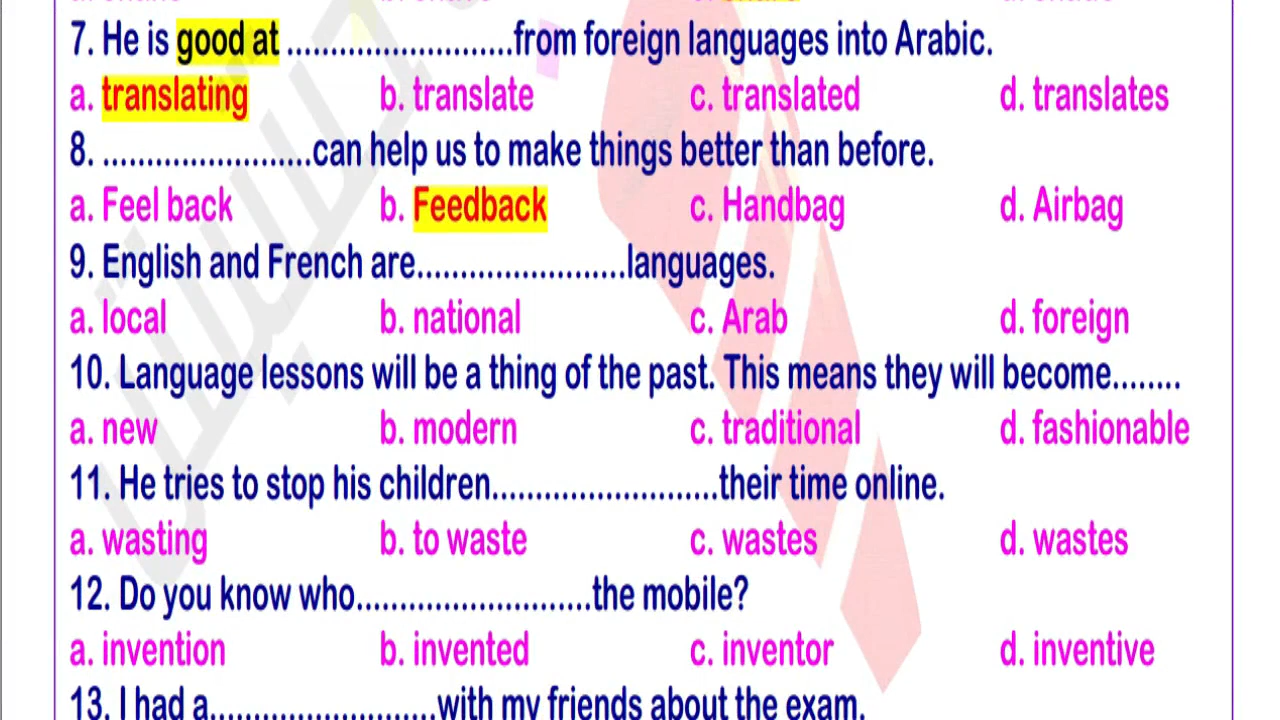 7. He is good at ..........................from foreign languages into Arabic.
a. translating b. translate c. translated d. translates
8. ........................can help us to make things better than before.
a. Feel back b. Feedback c. Handbag d. Airbag
9. English and French are........................languages.
a. local b. national c. Arab d. foreign
10. Language lessons will be a thing of the past. This means they will become........
a. new b. modern c. traditional d. fashionable
11. He tries to stop his children..........................their time online.
a. wasting b. to waste c. wastes d. wastes
12. Do you know who...........................the mobile?
a. invention b. invented c. inventor d. inventive
13. I had a..........................with my friends about the exam.